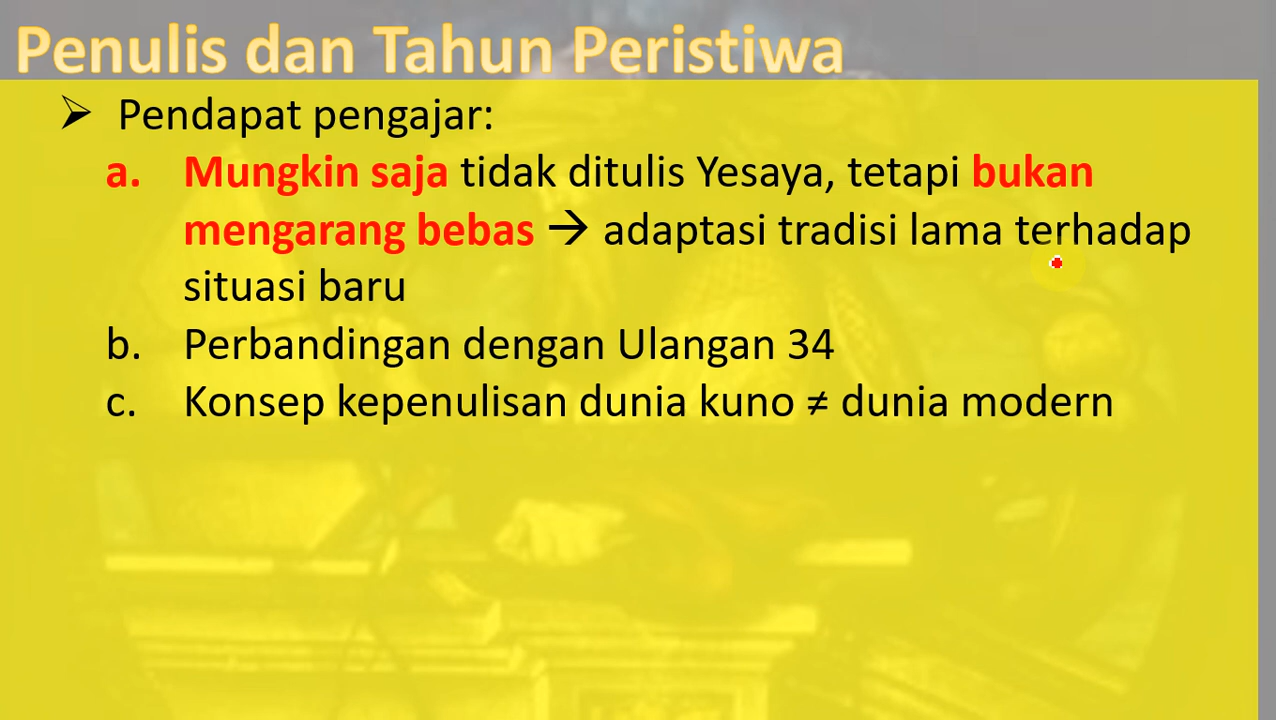 Penulis dan Tahun Peristiwa
➢ Pendapat pengajar:
a. Mungkin saja tidak ditulis Yesaya, tetapi bukan
mengarang bebas → adaptasi tradisi lama terhadap
situasi baru
b. Perbandingan dengan Ulangan 34
c. Konsep kepenulisan dunia kuno ≠ dunia modern